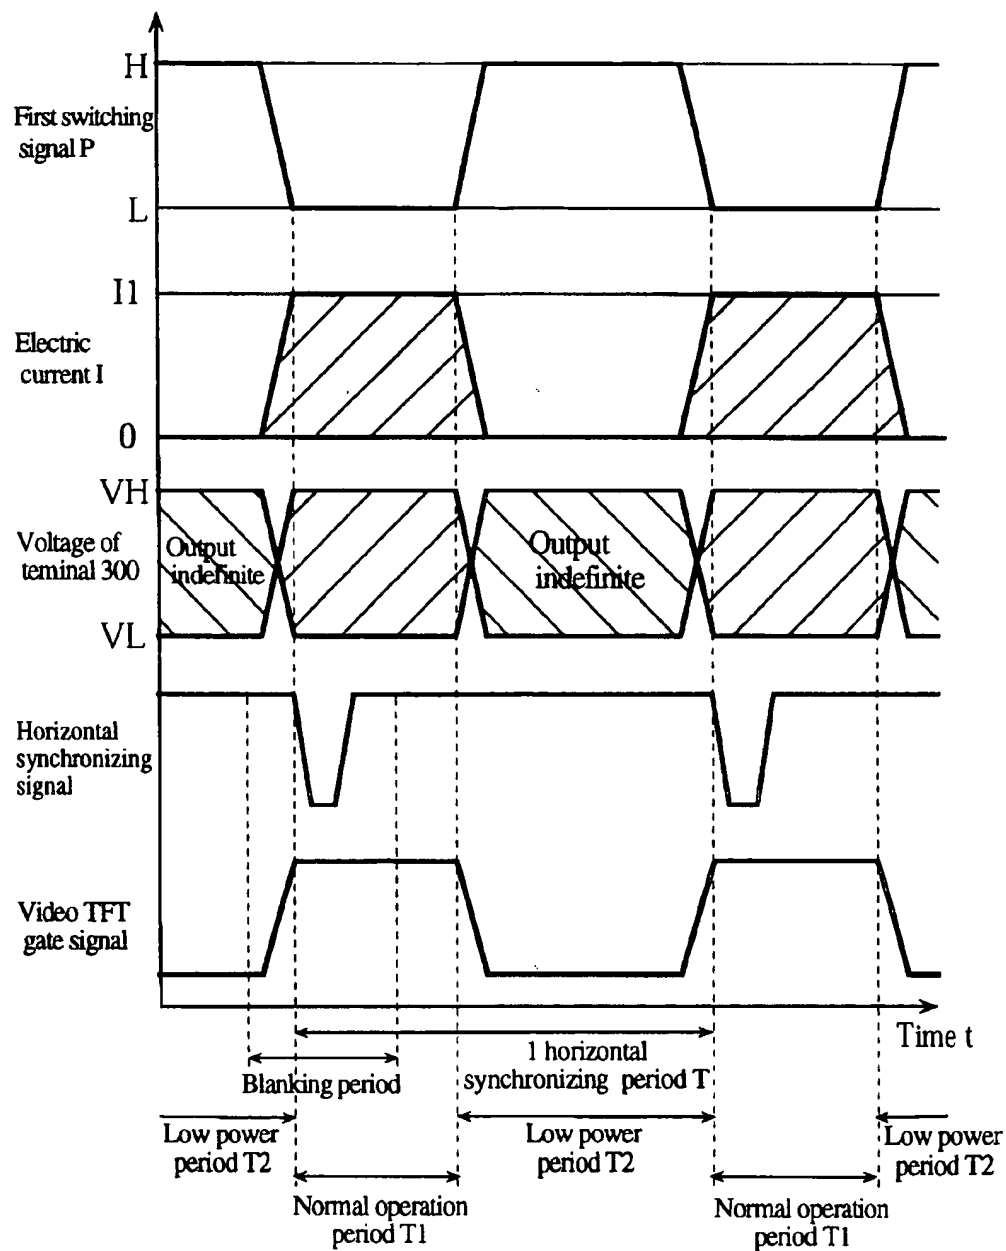 H
First switching
signal P
L
I1
Electric
current I
0
VH
Voltage of
teminal 300
Output
indefinite
Output
indefinite
VL
Horizontal
synchronizing
signal
Video TFT
gate signal
Time t
1 horizontal
synchronizing period T
Blanking period
Low power
period T2
Low power
period T2
Low power
period T2
Normal operation
period T1
Normal operation
period T1